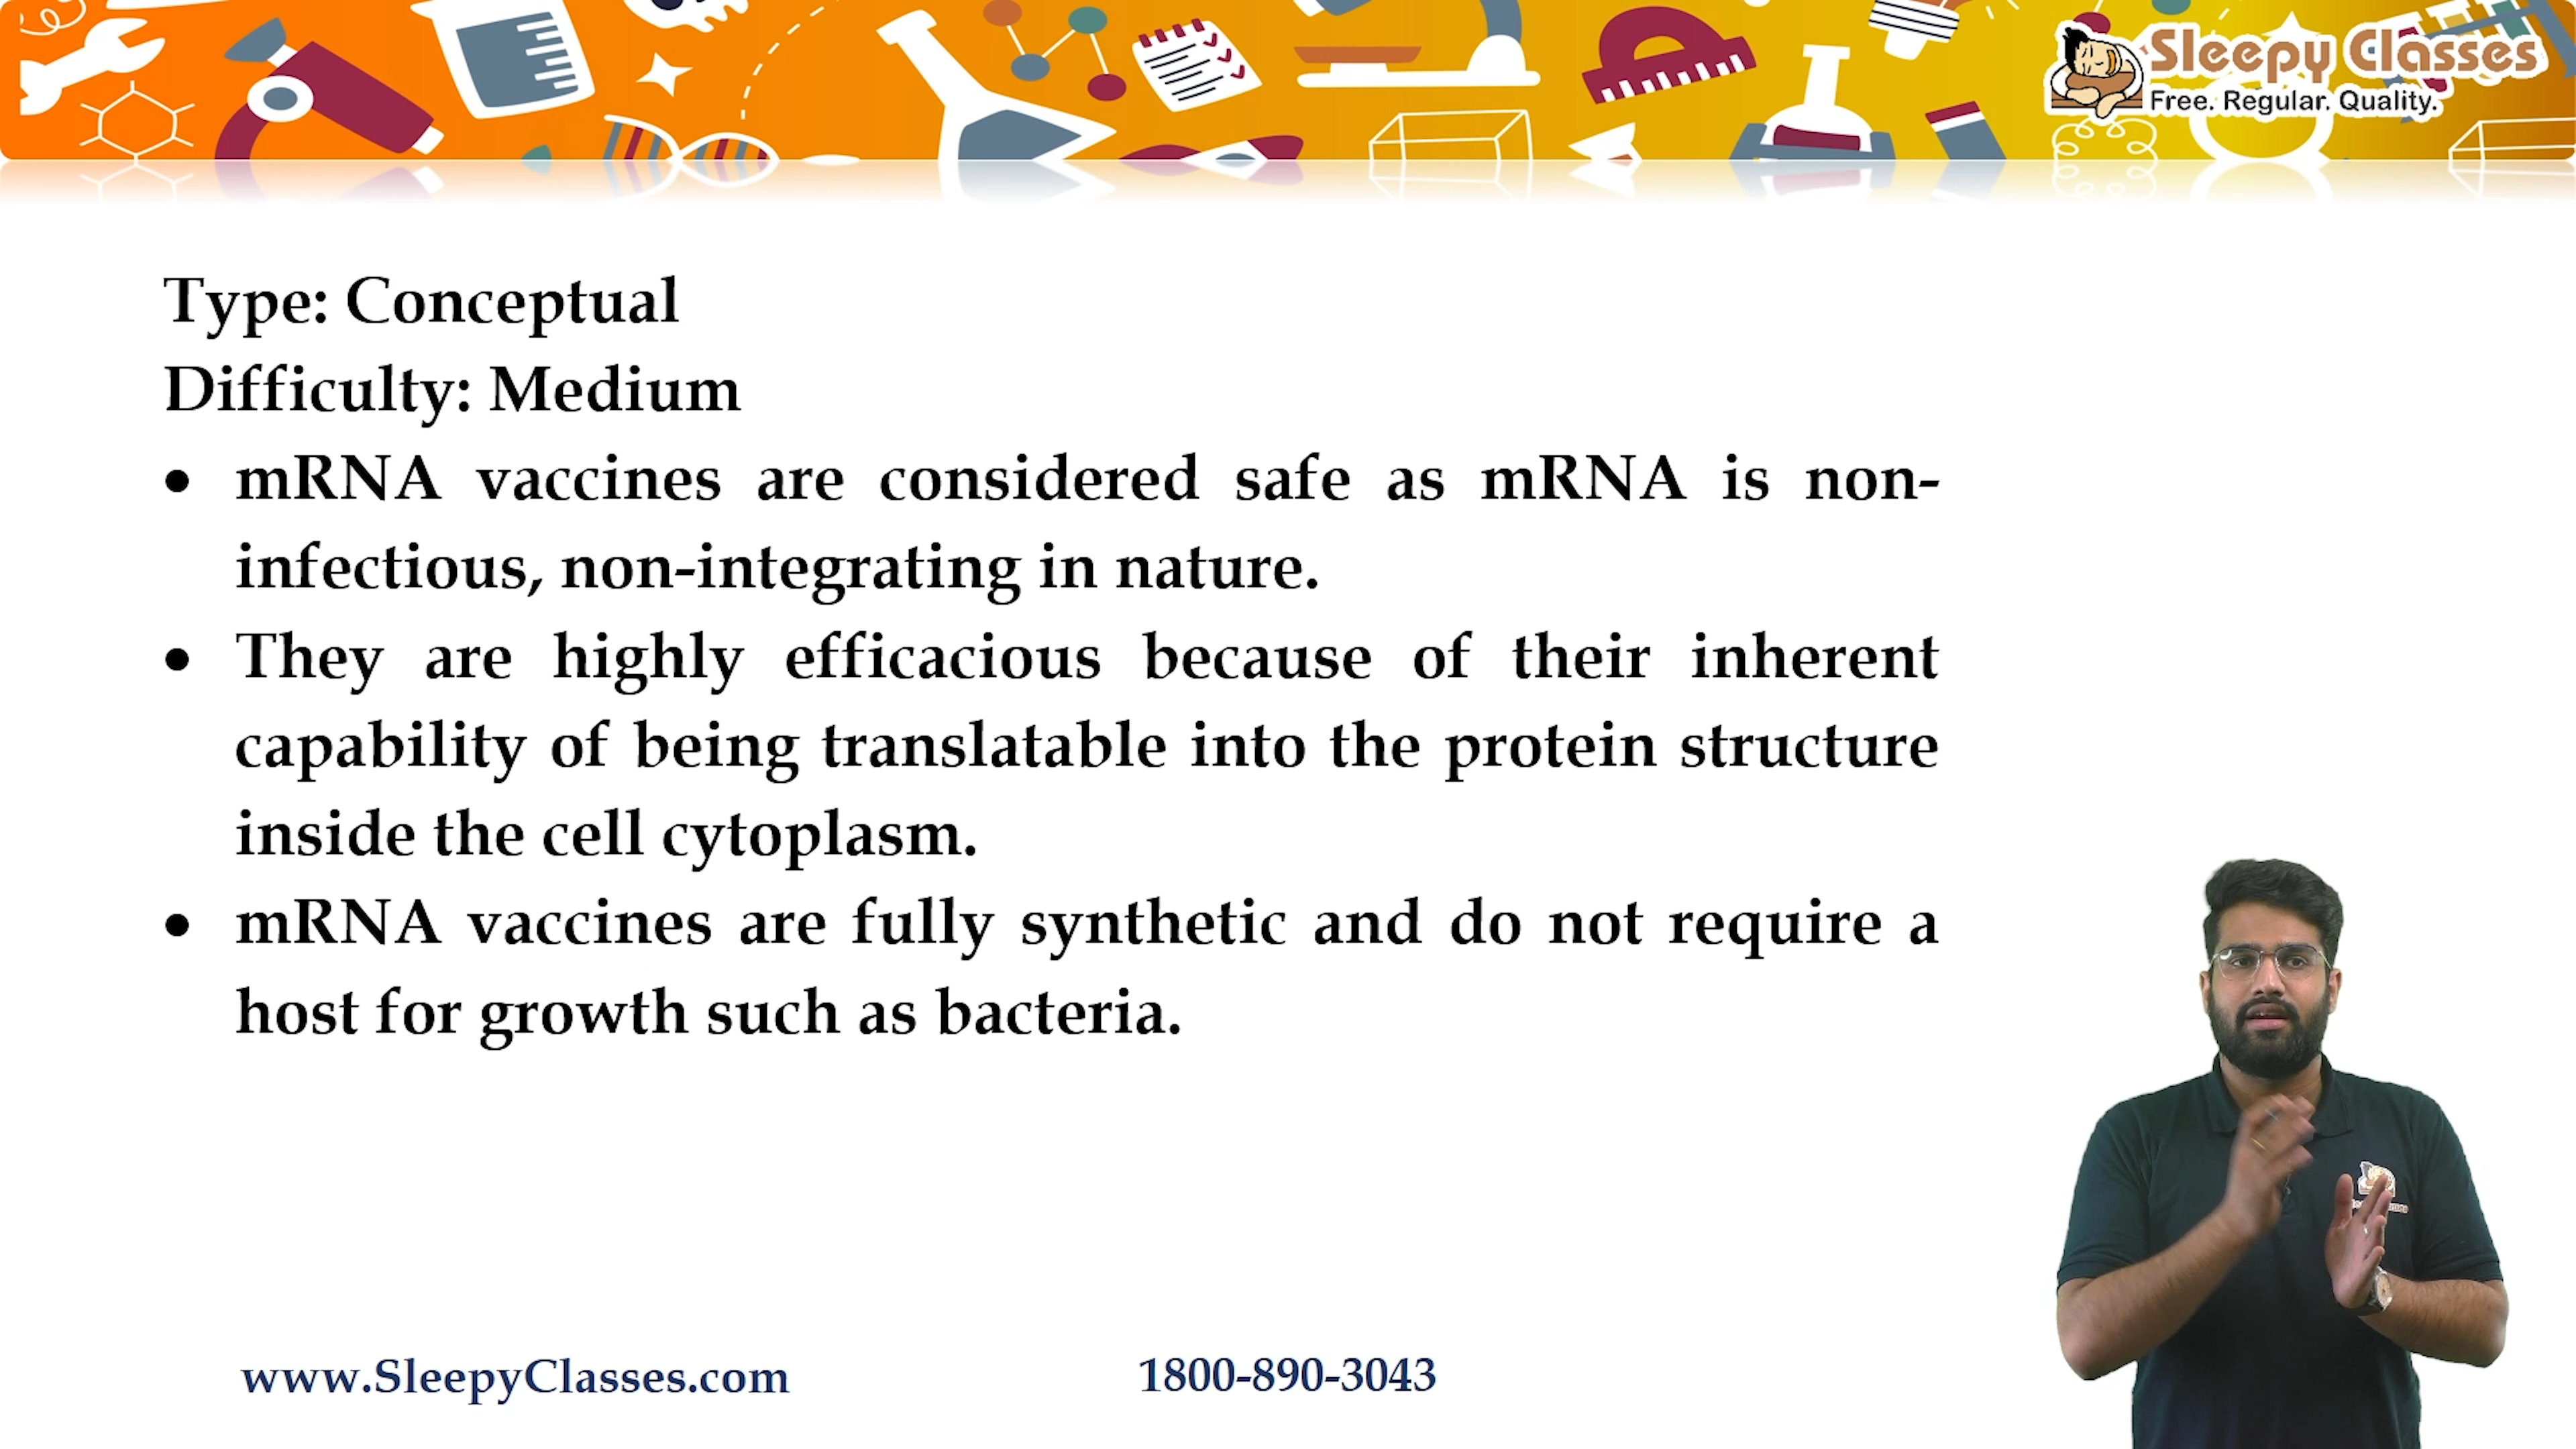 Sleepy Classes
Free. Regular. Quality.
Type: Conceptual
Difficulty: Medium
• mRNA vaccines are considered safe as mRNA is non-
infectious, non-integrating in nature.
• They are highly efficacious because of their inherent
capability of being translatable into the protein structure
inside the cell cytoplasm.
• mRNA vaccines are fully synthetic and do not require a
host for growth such as bacteria.
www.SleepyClasses.com
1800-890-3043